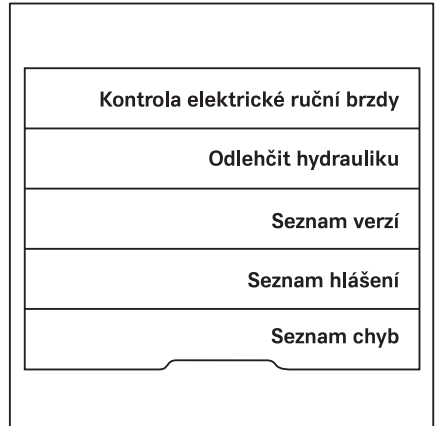 Kontrola elektrické ruční brzdy
Odlehčit hydrauliku
Seznam verzí
Seznam hlášení
Seznam chyb